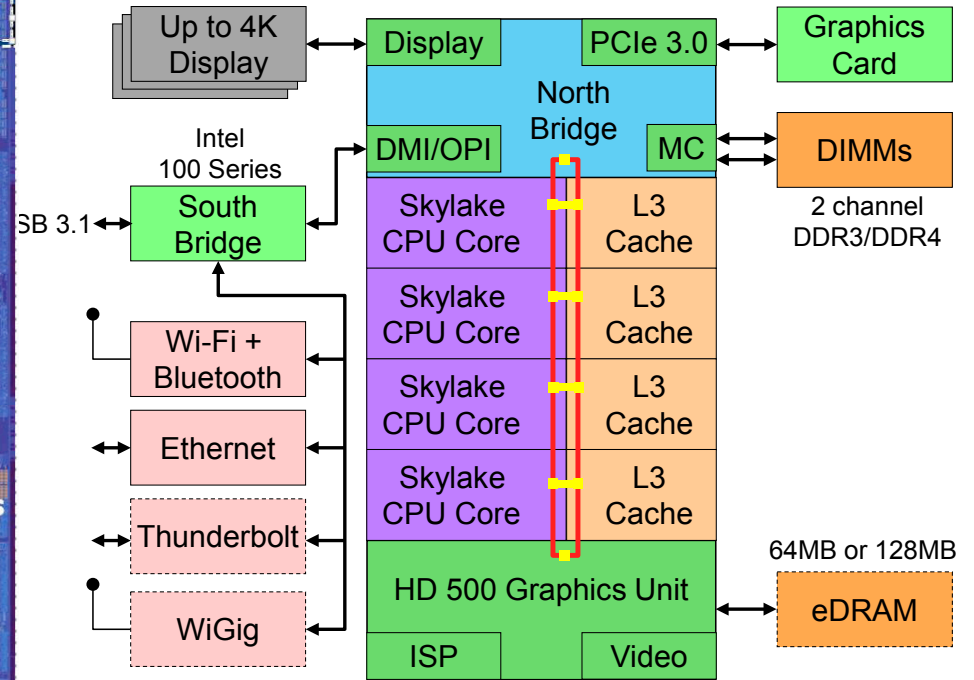 Up to 4K
Display
Display
PCIe 3.0
Graphics
Card
North
Bridge
Intel
100 Series
DMI/OPI
MC
DIMMs
2 channel
DDR3/DDR4
SB 3.1
South
Bridge
Skylake
CPU Core
L3
Cache
Skylake
CPU Core
L3
Cache
Wi-Fi +
Bluetooth
Skylake
CPU Core
L3
Cache
Ethernet
Skylake
CPU Core
L3
Cache
Thunderbolt
64MB or 128MB
HD 500 Graphics Unit
eDRAM
WiGig
ISP
Video